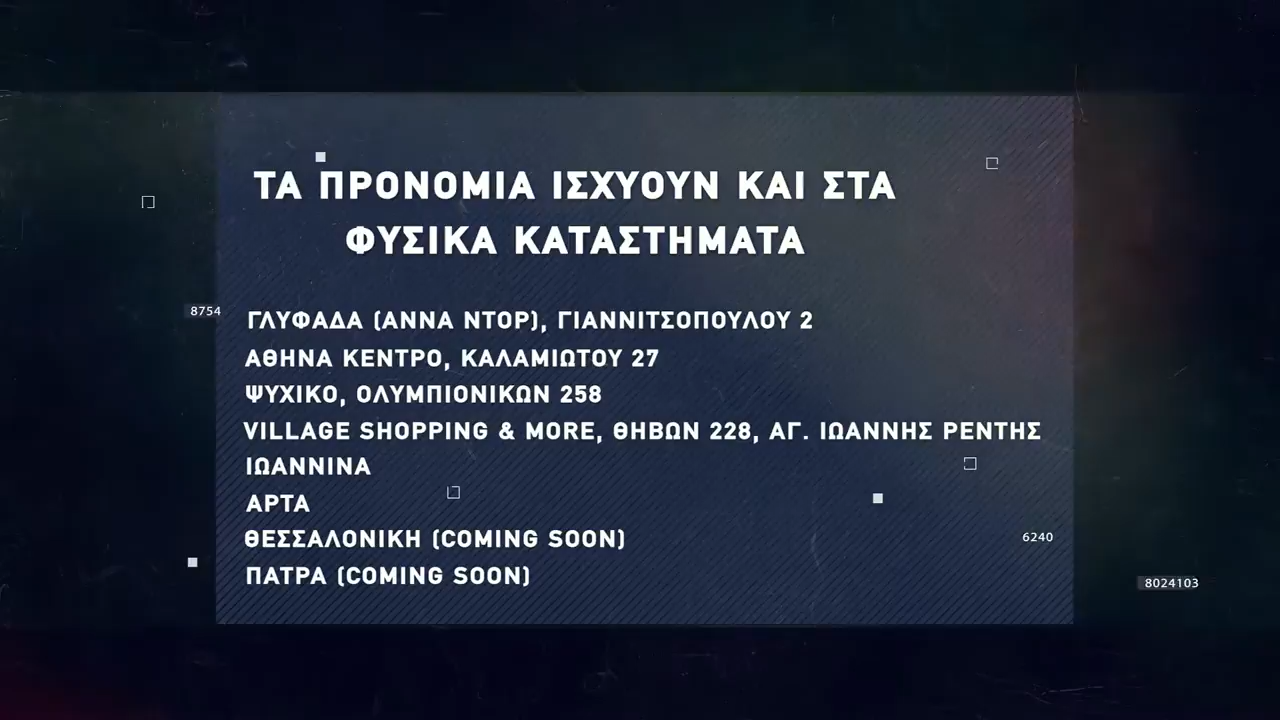 ΤΑ ΠΡΟΝΟΜΙΑ ΙΣΧΥΟΥΝ ΚΑΙ ΣΤΑ
ΦΥΣΙΚΑ ΚΑΤΑΣΤΗΜΑΤΑ
8754
ΓΛΥΦΑΔΑ (ΑΝΝΑ ΝΤΟΡ), ΓΙΑΝΝΙΤΣΟΠΟΥΛΟΥ 2
ΑΘΗΝΑ ΚΕΝΤΡΟ, ΚΑΛΑΜΙΩΤΟΥ 27
ΨΥΧΙΚΟ, ΟΛΥΜΠΙΟΝΙΚΩΝ 258
VILLAGE SHOPPING & MORE, ΘΗΒΩΝ 228, ΑΓ. ΙΩΑΝΝΗΣ ΡΕΝΤΗΣ
ΙΩΑΝΝΙΝΑ
ΑΡΤΑ
ΘΕΣΣΑΛΟΝΙΚΗ (COMING SOON)
6240
ΠΑΤΡΑ (COMING SOON)
8024103